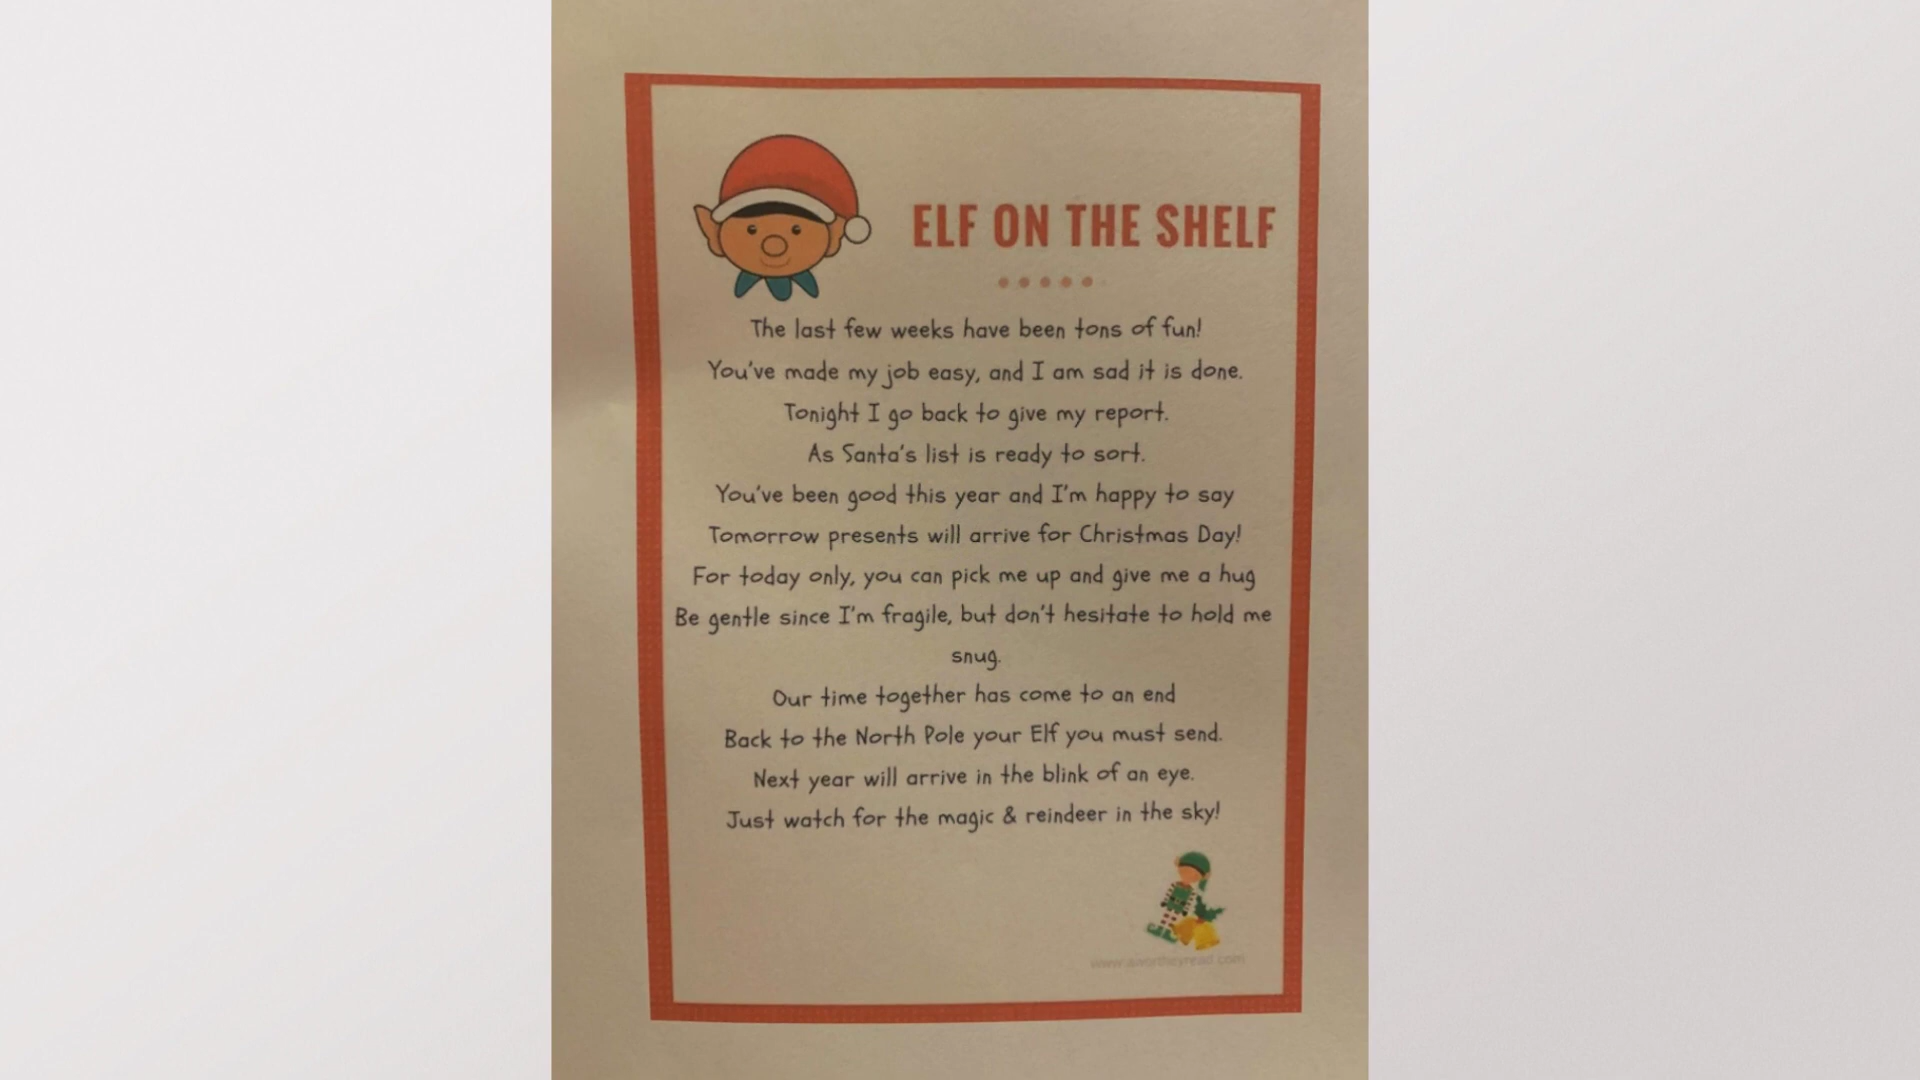 ELF ON THE SHELF
The last few weeks have been tons of fun!
You've made my job easy, and I am sad it is done.
Tonight I go back to give my report.
As Santa's list is ready to sort.
You've been good this year and I'm happy to say
Tomorrow presents will arrive for Christmas Day!
For today only, you can pick me up and give me a hug
Be gentle since I'm fragile, but don't hesitate to hold me
snug.
Our time together has come to an end
Back to the North Pole your Elf you must send.
Next year will arrive in the blink of an eye.
Just watch for the magic & reindeer in the sky!